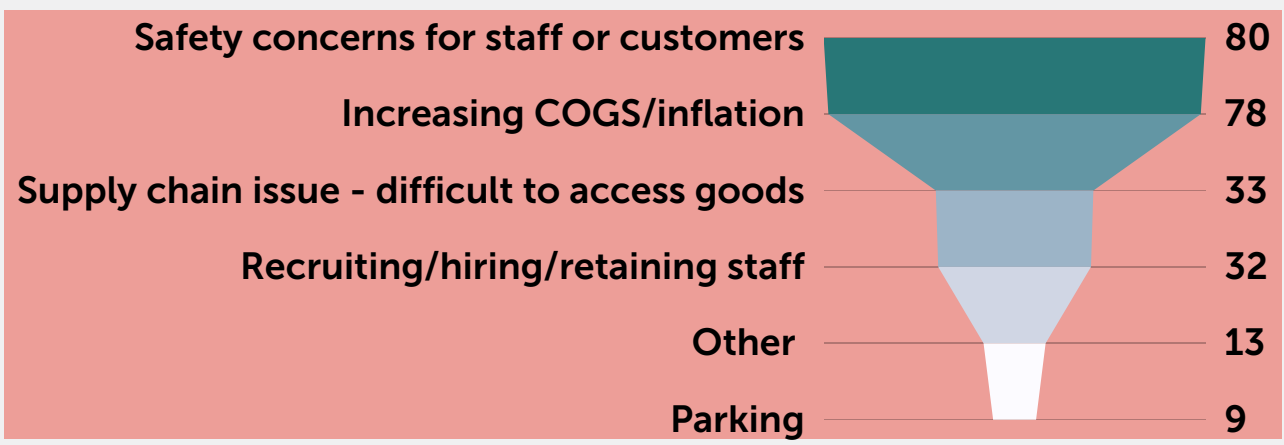 Safety concerns for staff or customers 80
Increasing COGS/inflation 78
Supply chain issue - difficult to access goods 33
Recruiting/hiring/retaining staff 32
Other 13
Parking 9